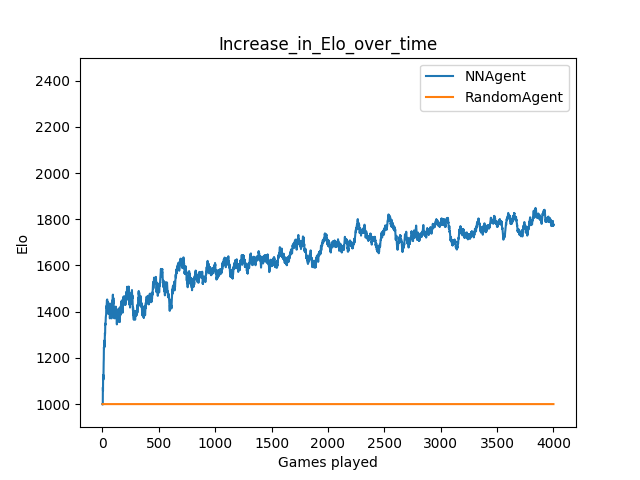 Increase_in_Elo_over_time
NNAgent
RandomAgent
2400
2200
2000
1800
1600
1400
1200
1000
Elo
0 500 1000 1500 2000 2500 3000 3500 4000
Games played